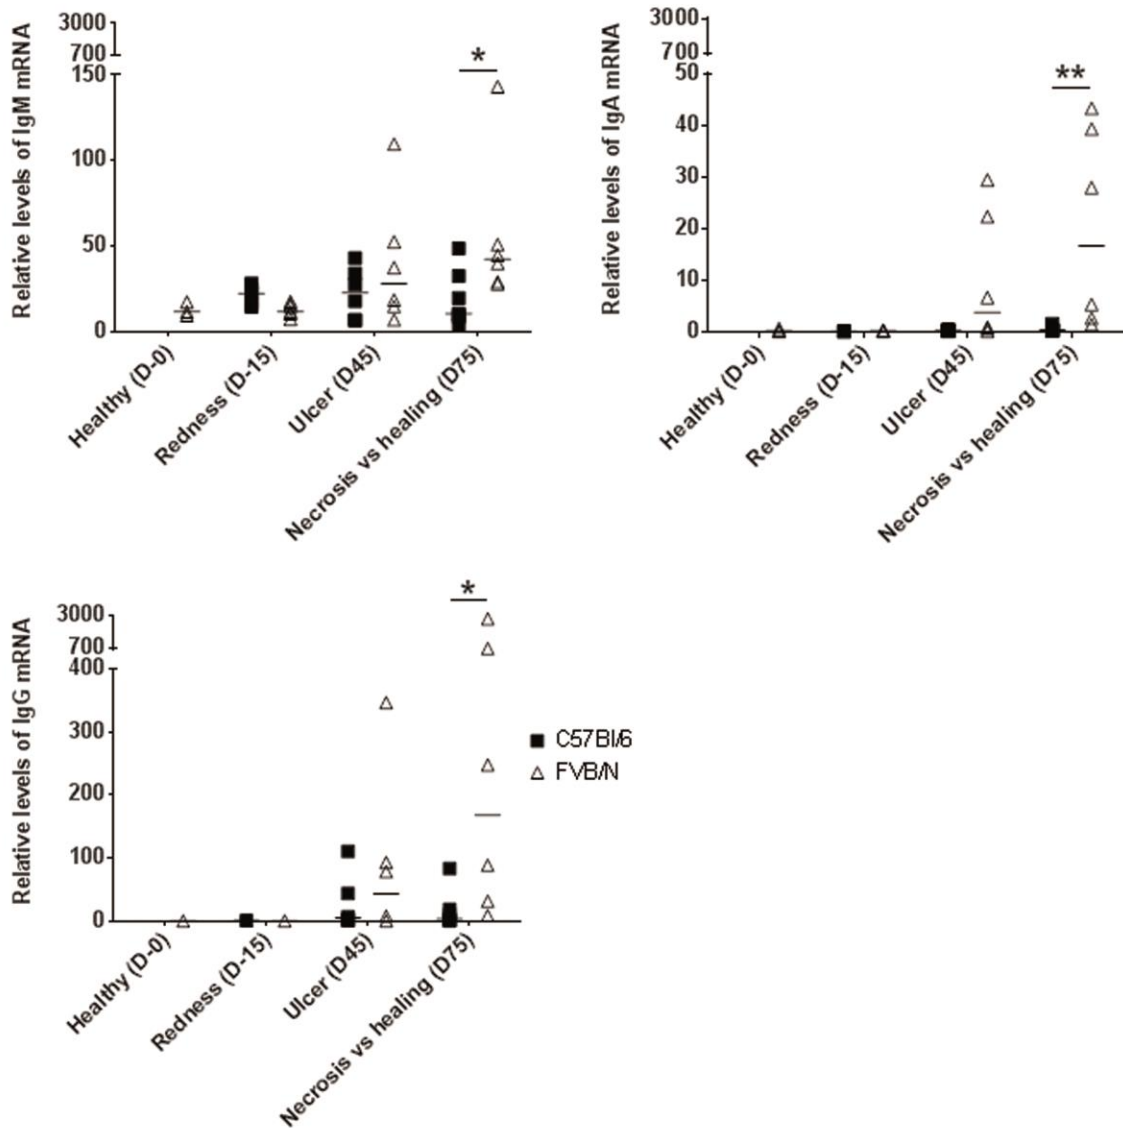 Relative levels of IgM mRNA
3000
700
150
100
50
0
*
Healthy (D-0)
Redness (D-15)
Ulcer (D45)
Necrosis vs healing (D75)
Relative levels of IgA mRNA
3000
700
50
40
30
20
10
0
**
Healthy (D-0)
Redness (D-15)
Ulcer (D45)
Necrosis vs healing (D75)
Relative levels of IgG mRNA
3000
700
400
300
200
100
0
*
Healthy (D-0)
Redness (D-15)
Ulcer (D45)
Necrosis vs healing (D75)
C57Bl/6
FVB/N